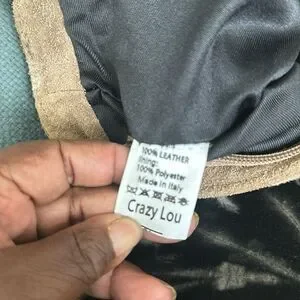 100% LEATHER
lining:
100% Polyester
Made in Italy
Crazy Lou